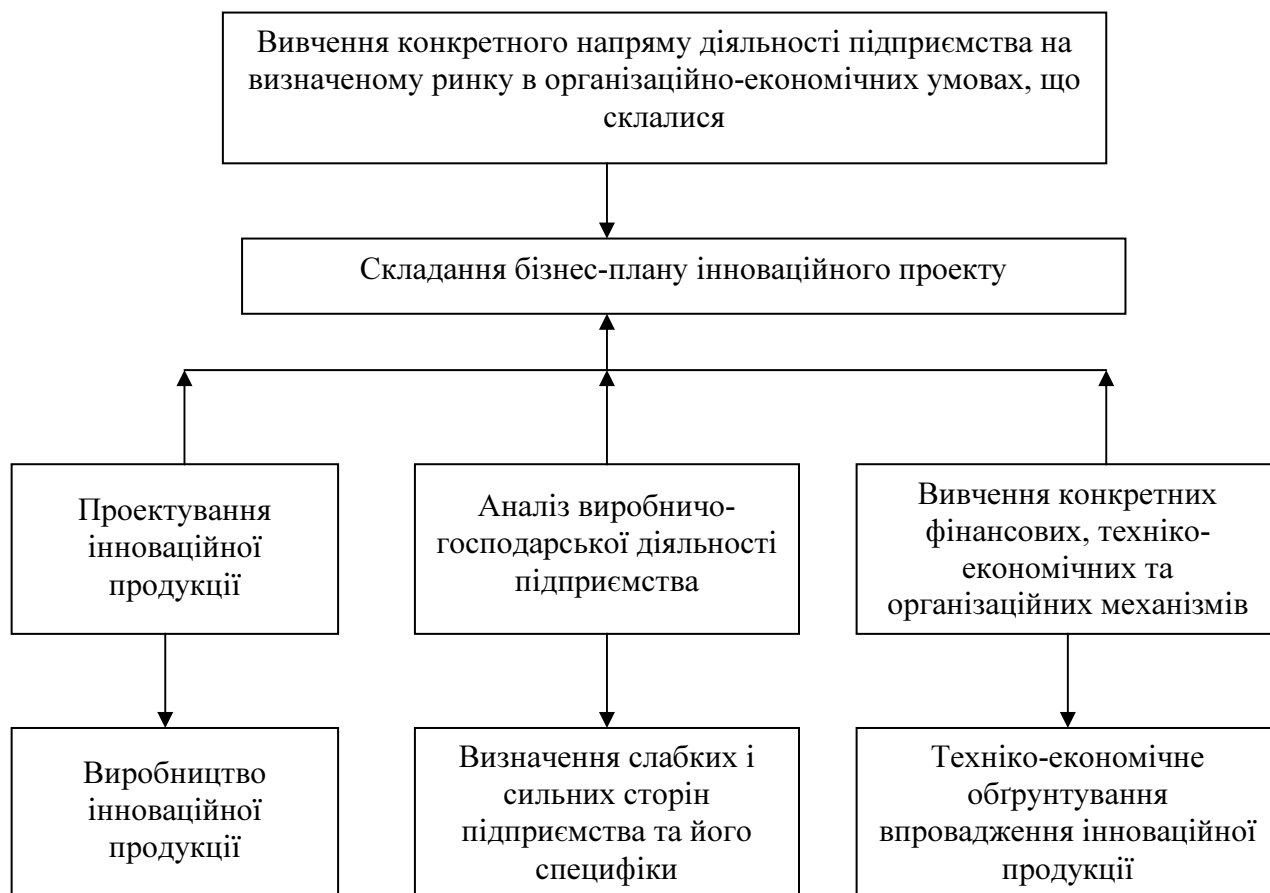 Вивчення конкретного напряму діяльності підприємства на
визначеному ринку в організаційно-економічних умовах, що
склалися
Складання бізнес-плану інноваційного проекту
Проектування
інноваційної
продукції
Аналіз виробничо-
господарської діяльності
підприємства
Вивчення конкретних
фінансових, техніко-
економічних та
організаційних механізмів
Виробництво
інноваційної
продукції
Визначення слабких і
сильних сторін
підприємства та його
специфіки
Техніко-економічне
обґрунтування
впровадження інноваційної
продукції